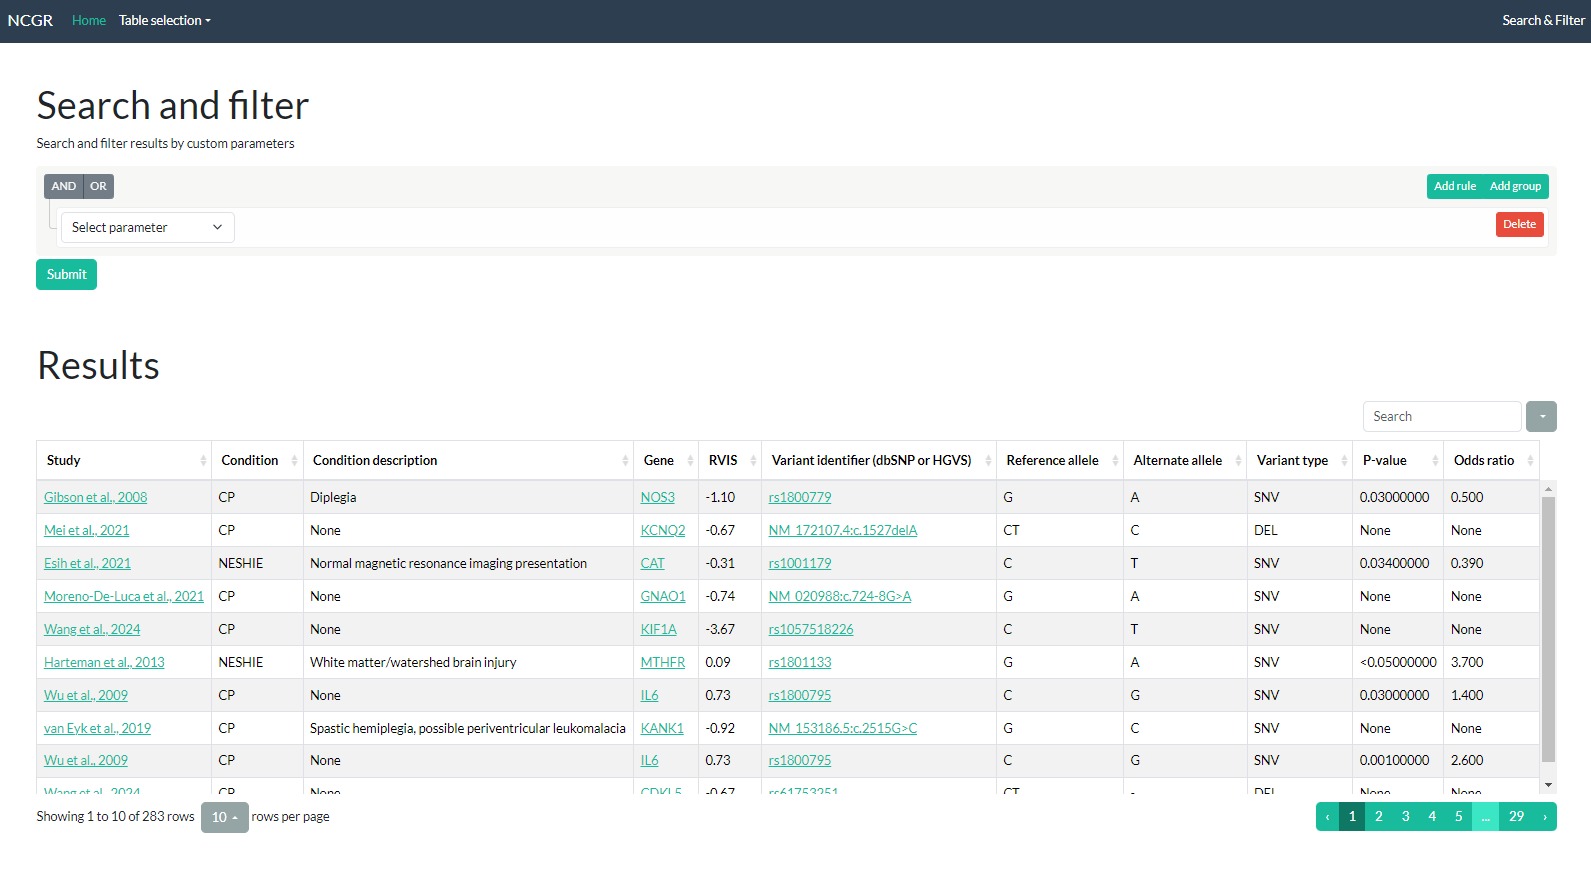 NCGR Home Table selection Search & Filter
Search and filter
Search and filter results by custom parameters
AND OR Add rule Add group
Select parameter Delete
Submit
Results
Search
Study Condition Condition description Gene RVIS Variant identifier (dbSNP or HGVS) Reference allele Alternate allele Variant type P-value Odds ratio
Gibson et al., 2008 CP Diplegia NOS3 -1.10 rs1800779 G A SNV 0.03000000 0.500
Mei et al., 2021 CP None KCNQ2 -0.67 NM_172107.4:c.1527delA CT C DEL None None
Esih et al., 2021 NESHIE Normal magnetic resonance imaging presentation CAT -0.31 rs1001179 C T SNV 0.03400000 0.390
Moreno-De-Luca et al., 2021 CP None GNAO1 -0.74 NM_020988:c.724-8G>A G A SNV None None
Wang et al., 2024 CP None KIF1A -3.67 rs1057518226 C T SNV None None
Harteman et al., 2013 NESHIE White matter/watershed brain injury MTHFR 0.09 rs1801133 G A SNV <0.05000000 3.700
Wu et al., 2009 CP None IL6 0.73 rs1800795 C G SNV 0.03000000 1.400
van Eyk et al., 2019 CP Spastic hemiplegia, possible periventricular leukomalacia KANK1 -0.92 NM_153186.5:c.2515G>C G C SNV None None
Wu et al., 2009 CP None IL6 0.73 rs1800795 C G SNV 0.00100000 2.600
Wang et al., 2024 CP None CDKL5 -0.67 rs61753251 CT - DEL None None
Showing 1 to 10 of 283 rows 10 rows per page ‹ 1 2 3 4 5 ... 29 ›